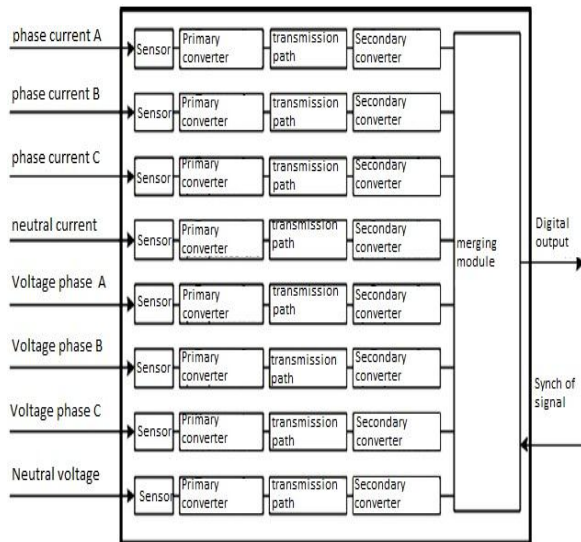 phase current A
Sensor
Primary
converter
transmission
path
Secondary
converter
phase current B
Sensor
Primary
converter
transmission
path
Secondary
converter
phase current C
Sensor
Primary
converter
transmission
path
Secondary
converter
neutral current
Sensor
Primary
converter
transmission
path
Secondary
converter
merging
module
Digital
output
Voltage phase A
Sensor
Primary
converter
transmission
path
Secondary
converter
Voltage phase B
Sensor
Primary
converter
transmission
path
Secondary
converter
Synch of
signal
Voltage phase C
Sensor
Primary
converter
transmission
path
Secondary
converter
Neutral voltage
Sensor
Primary
converter
transmission
path
Secondary
converter